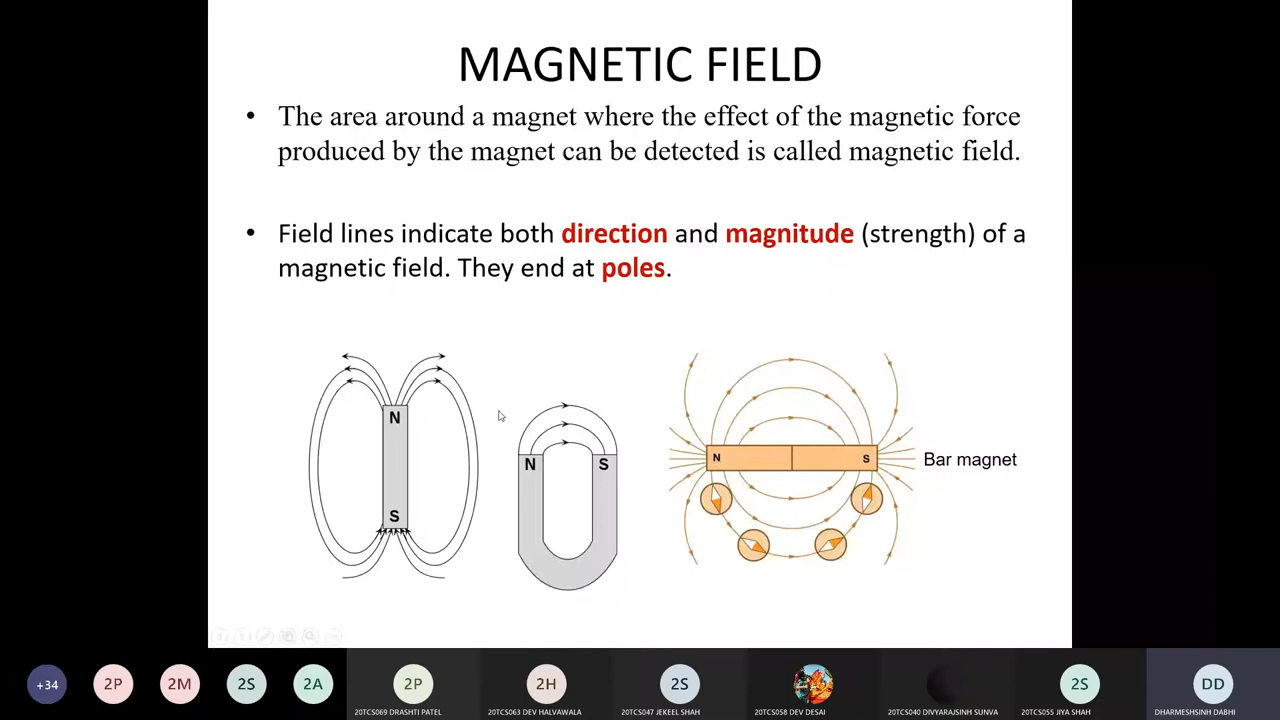 MAGNETIC FIELD
• The area around a magnet where the effect of the magnetic force
produced by the magnet can be detected is called magnetic field.
• Field lines indicate both direction and magnitude (strength) of a
magnetic field. They end at poles.
N
S
N S
N S
Bar magnet
+34
2P
2M
2S
2A
2P
2H
2S
2S
DD
20TCS069 DRASHTI PATEL
20TCS063 DEV HALVAWALA
20TCS047 JEKEEL SHAH
20TCS058 DEV DESAI
20TCS040 DIVYARAJSINH SUNVA
20TCS055 JIYA SHAH
DHARMESHSINH DABHI